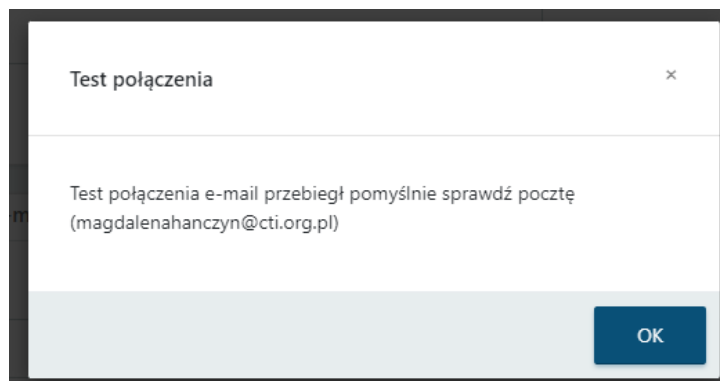 Test połączenia
×
Test połączenia e-mail przebiegł pomyślnie sprawdź pocztę
(magdalenahanczyn@cti.org.pl)
OK